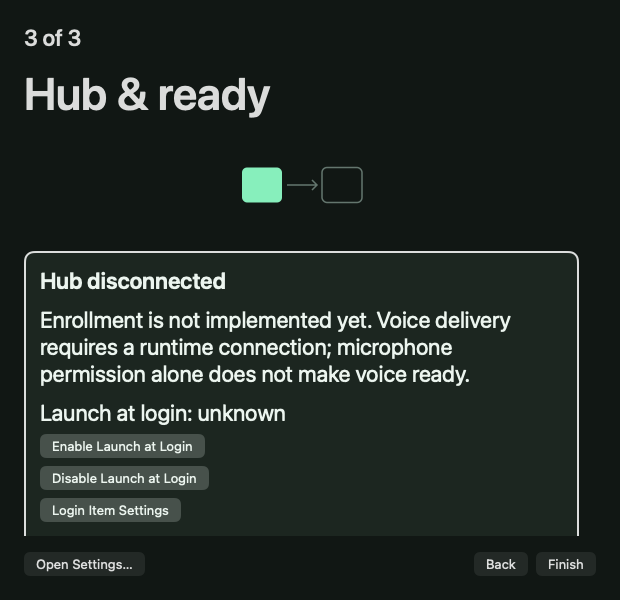 3 of 3
Hub & ready
Hub disconnected
Enrollment is not implemented yet. Voice delivery
requires a runtime connection; microphone
permission alone does not make voice ready.
Launch at login: unknown
Enable Launch at Login
Disable Launch at Login
Login Item Settings
Open Settings...
Back
Finish